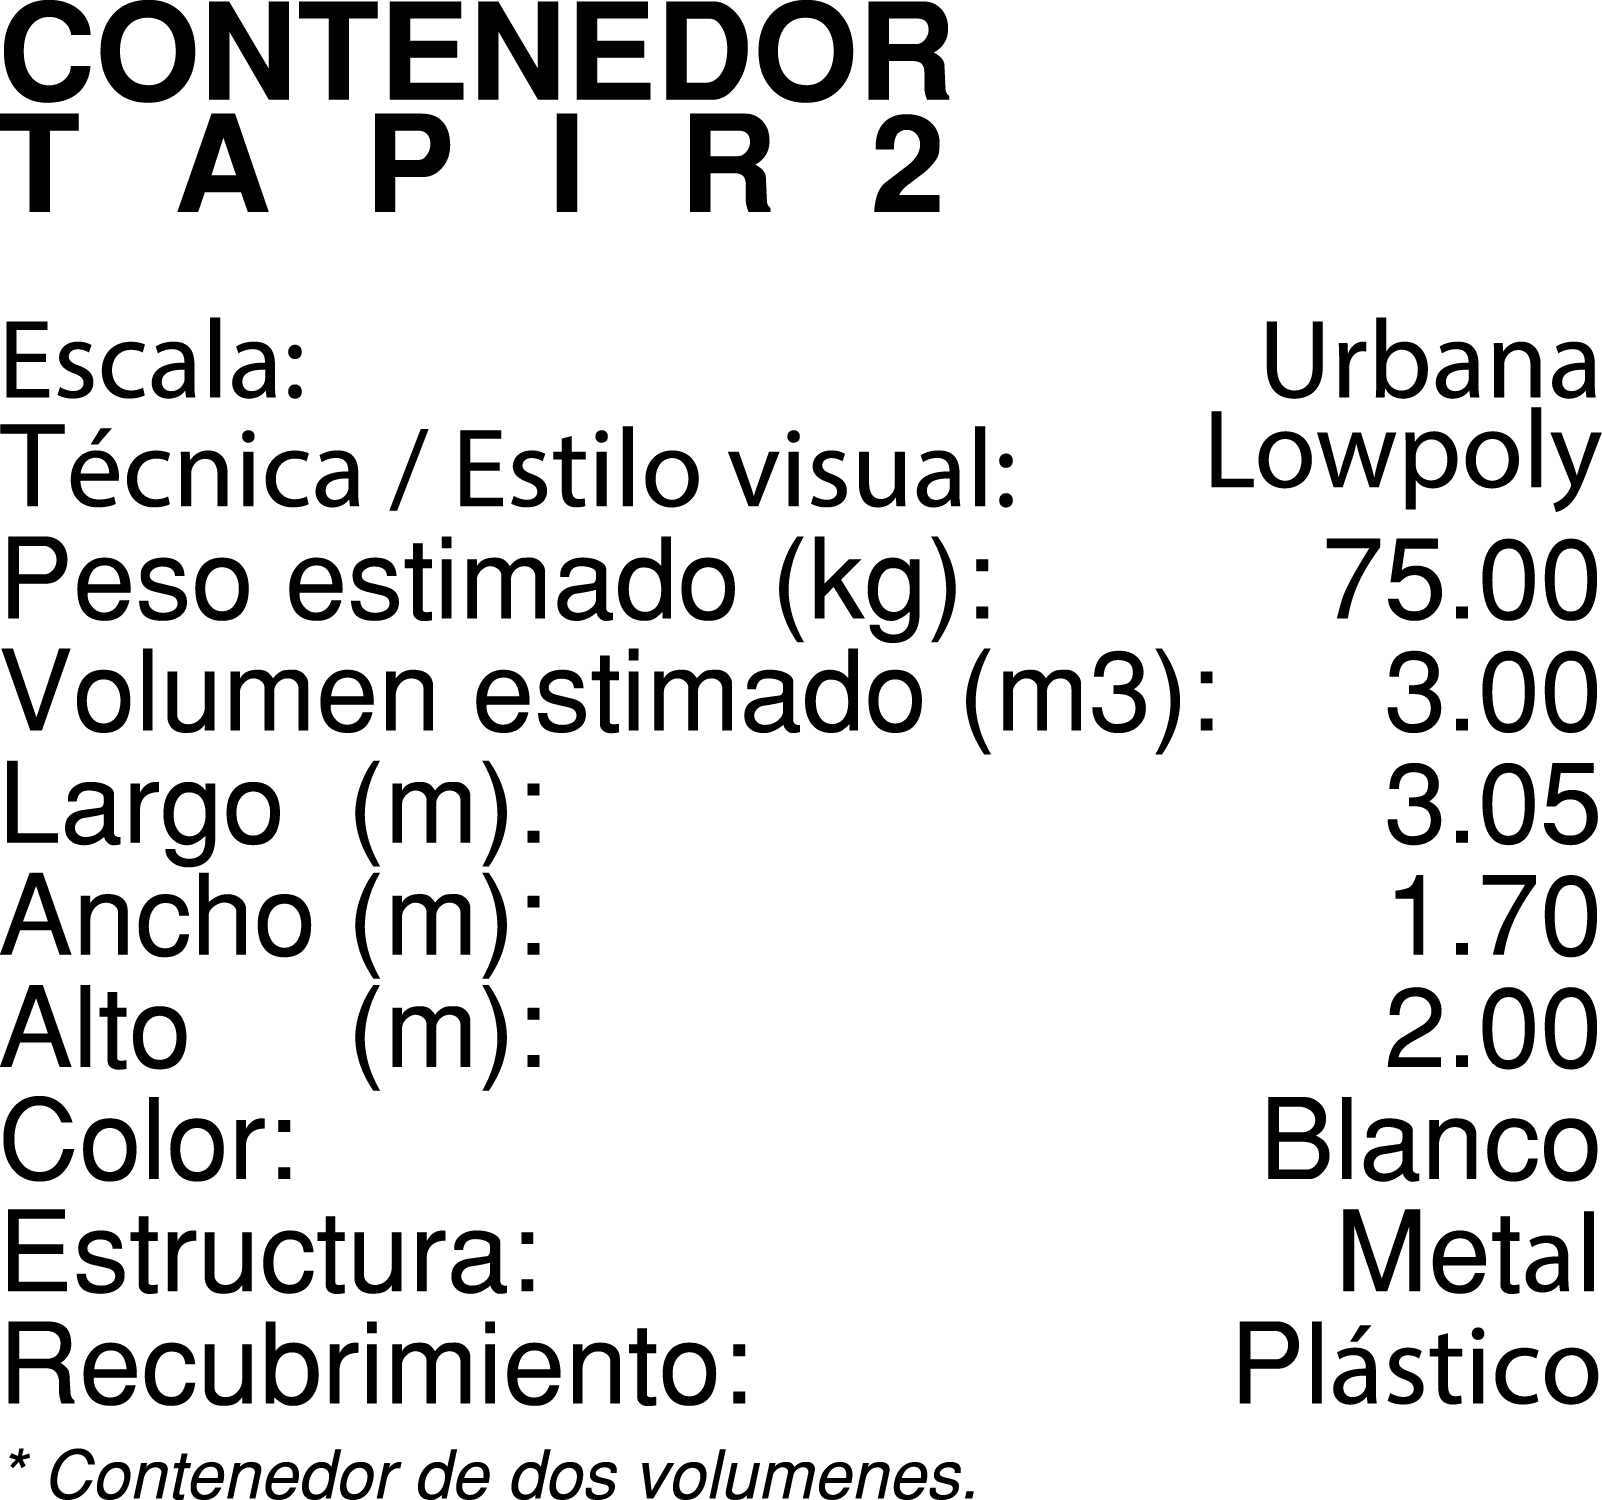 CONTENEDOR
T A P I R 2
Escala: Urbana
Técnica / Estilo visual: Lowpoly
Peso estimado (kg): 75.00
Volumen estimado (m3): 3.00
Largo (m): 3.05
Ancho (m): 1.70
Alto (m): 2.00
Color: Blanco
Estructura: Metal
Recubrimiento: Plástico
* Contenedor de dos volumenes.